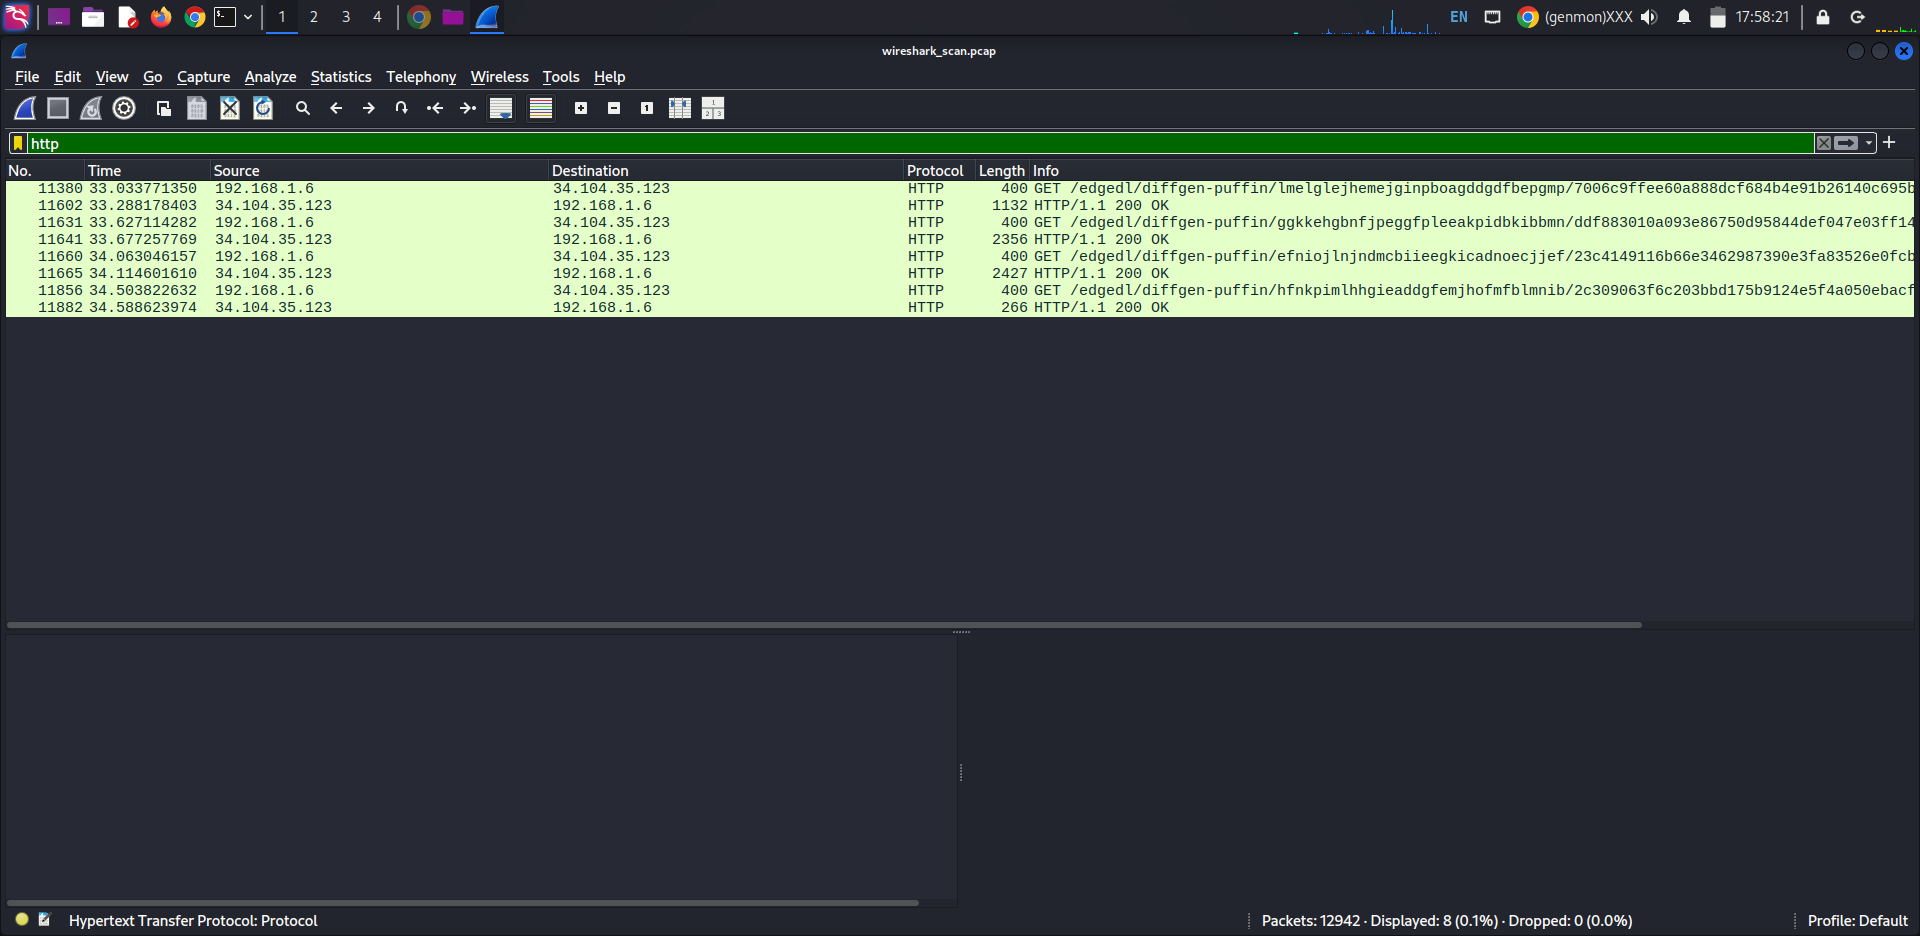 1 2 3 4 EN (genmon)XXX 17:58:21
wireshark_scan.pcap
File Edit View Go Capture Analyze Statistics Telephony Wireless Tools Help
http
No. Time Source Destination Protocol Length Info
11380 33.033771350 192.168.1.6 34.104.35.123 HTTP 400 GET /edgedl/diffgen-puffin/lmelglejhemejginpboagddgdfbepgmp/7006c9ffee60a888dcf684b4e91b26140c695b
11602 33.288178403 34.104.35.123 192.168.1.6 HTTP 1132 HTTP/1.1 200 OK
11631 33.627114282 192.168.1.6 34.104.35.123 HTTP 400 GET /edgedl/diffgen-puffin/ggkkehgbnfjpeggfpleeakpidbkibbmn/ddf883010a093e86750d95844def047e03ff14
11641 33.677257769 34.104.35.123 192.168.1.6 HTTP 2356 HTTP/1.1 200 OK
11660 34.063046157 192.168.1.6 34.104.35.123 HTTP 400 GET /edgedl/diffgen-puffin/efniojlnjndmcbiieegkicadnoecjjef/23c4149116b66e3462987390e3fa83526e0fcb
11665 34.114601610 34.104.35.123 192.168.1.6 HTTP 2427 HTTP/1.1 200 OK
11856 34.503822632 192.168.1.6 34.104.35.123 HTTP 400 GET /edgedl/diffgen-puffin/hfnkpimlhhgieaddgfemjhofmfblmnib/2c309063f6c203bbd175b9124e5f4a050ebacf
11882 34.588623974 34.104.35.123 192.168.1.6 HTTP 266 HTTP/1.1 200 OK
Hypertext Transfer Protocol: Protocol Packets: 12942 · Displayed: 8 (0.1%) · Dropped: 0 (0.0%) Profile: Default